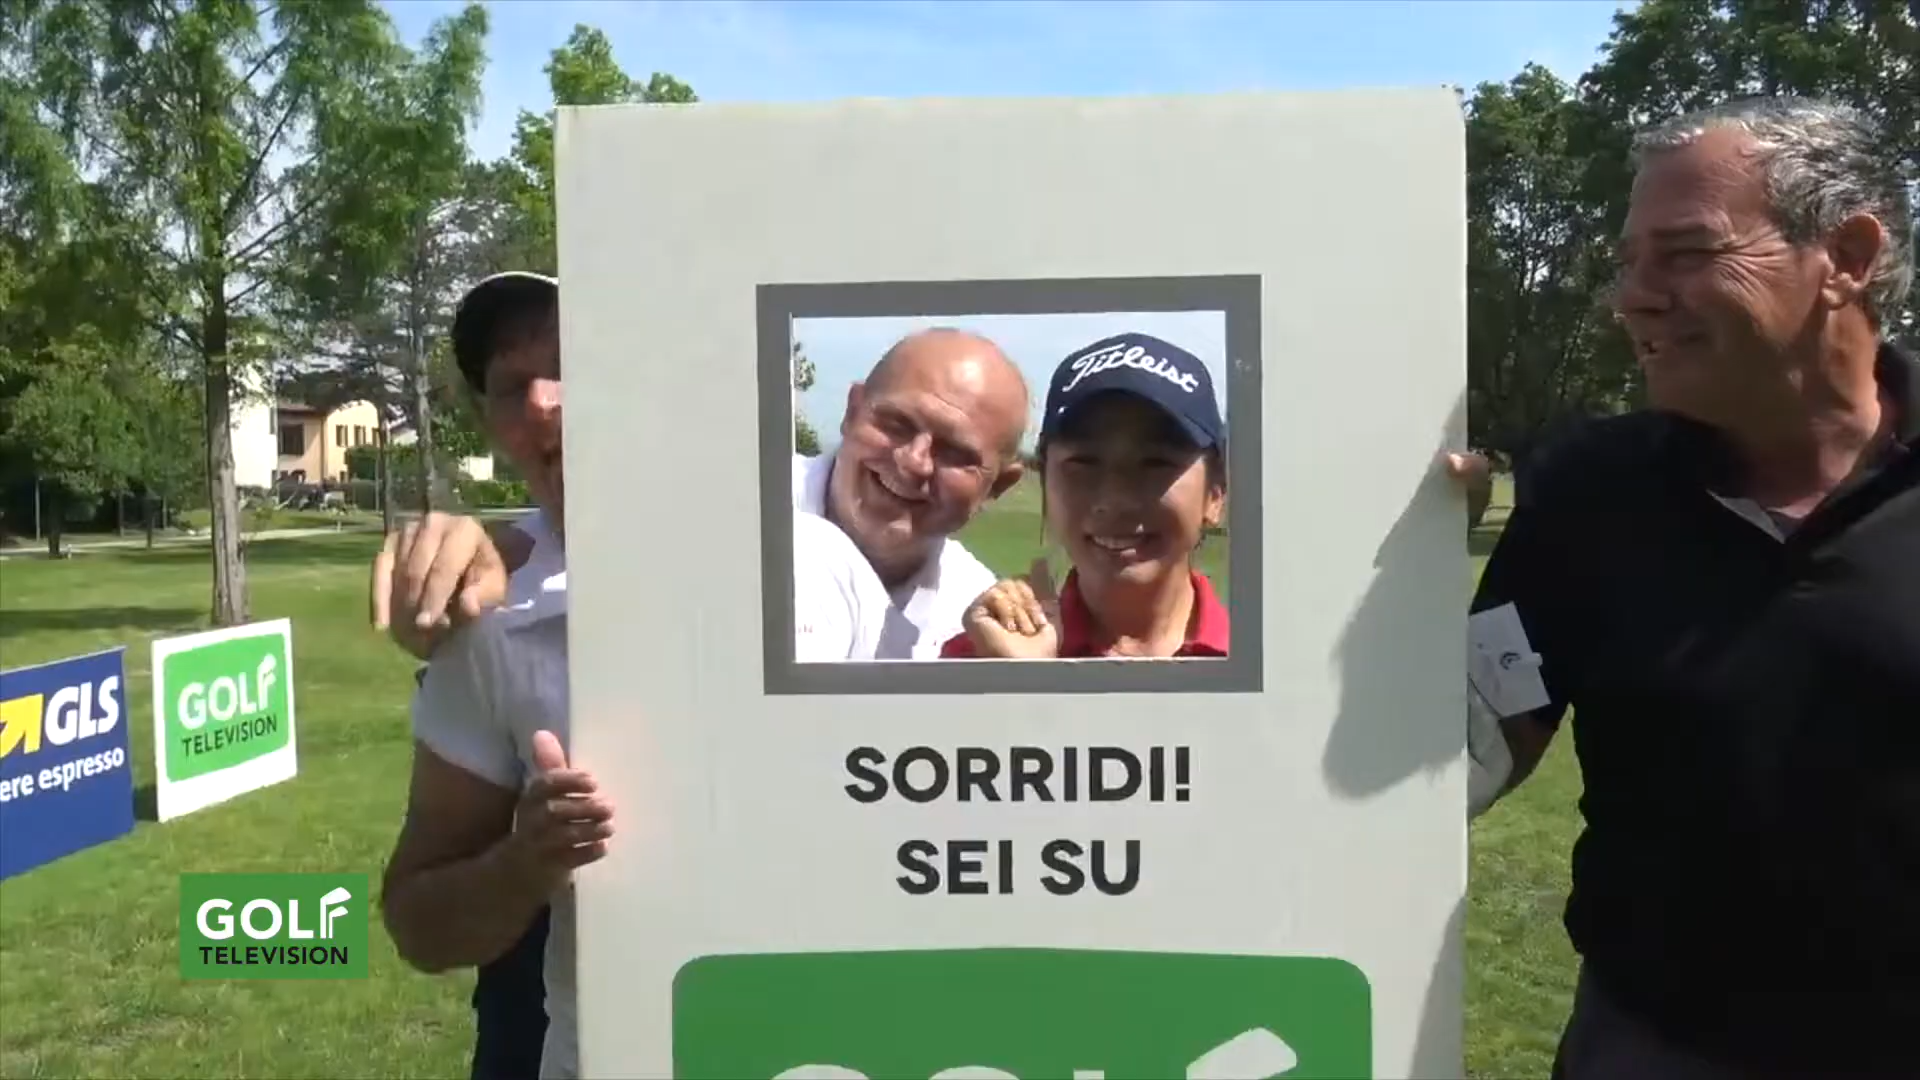 Titleist
SORRIDI!
SEI SU
GLS
ere espresso
GOLF
TELEVISION
GOLF
TELEVISION